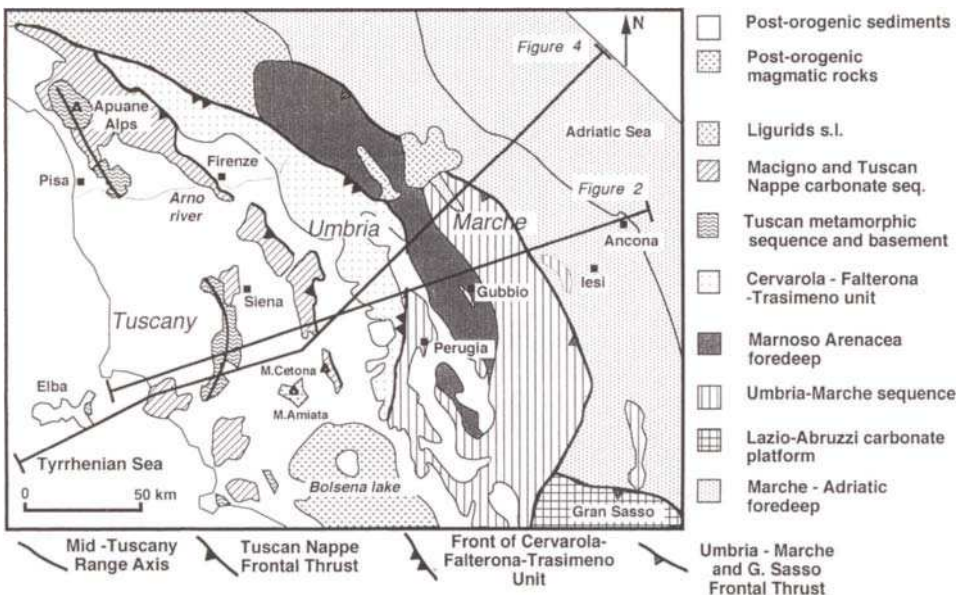 Figure 4
N
Apuane
Alps
Adriatic Sea
Firenze
Pisa
Arno
river
Figure 2
Umbria
Marche
Ancona
Iesi
Siena
Gubbio
Tuscany
Perugia
M.Cetona
Elba
M.Amiata
Tyrrhenian Sea
0 50 km
Bolsena lake
Gran Sasso
Post-orogenic sediments
Post-orogenic
magmatic rocks
Ligurids s.l.
Macigno and Tuscan
Nappe carbonate seq.
Tuscan metamorphic
sequence and basement
Cervarola - Falterona
-Trasimeno unit
Marnoso Arenacea
foredeep
Umbria-Marche sequence
Lazio-Abruzzi carbonate
platform
Marche - Adriatic
foredeep
Mid -Tuscany
Range Axis
Tuscan Nappe
Frontal Thrust
Front of Cervarola-
Falterona-Trasimeno
Unit
Umbria - Marche
and G. Sasso
Frontal Thrust